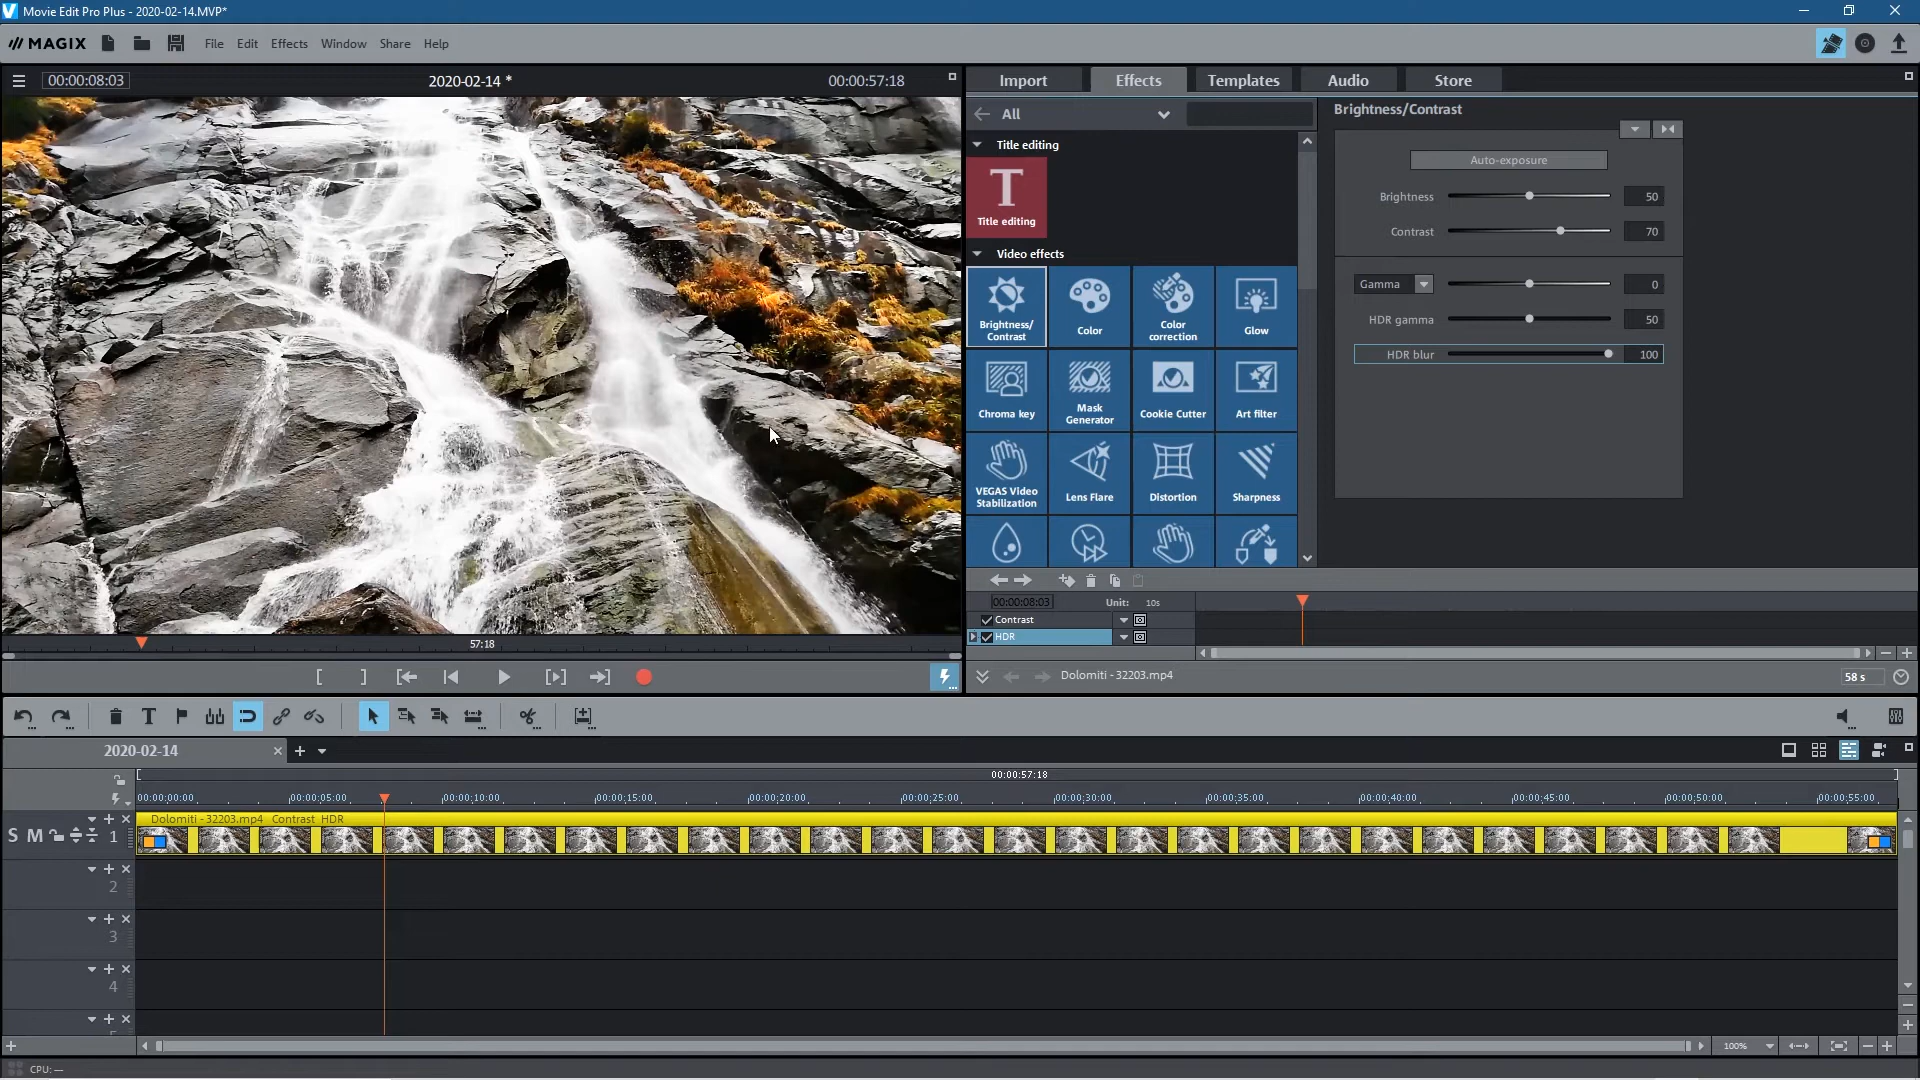 Movie Edit Pro Plus - 2020-02-14.MVP*
MAGIX File Edit Effects Window Share Help
00:00:08:03 2020-02-14 * 00:00:57:18
Import Effects Templates Audio Store
All
Brightness/Contrast
Title editing
Title editing
Video effects
Brightness/
Contrast
Color
Color
correction
Glow
Chroma key
Mask
Generator
Cookie Cutter
Art filter
VEGAS Video
Stabilization
Lens Flare
Distortion
Sharpness
Auto-exposure
Brightness 50
Contrast 70
Gamma 0
HDR gamma 50
HDR blur 100
00:00:08:03 Unit: 10s
Contrast
HDR
57:18
Dolomiti - 32203.mp4 58 s
2020-02-14
00:00:57:18
00:00:00:00 00:00:05:00 00:00:10:00 00:00:15:00 00:00:20:00 00:00:25:00 00:00:30:00 00:00:35:00 00:00:40:00 00:00:45:00 00:00:50:00 00:00:55:00
Dolomiti - 32203.mp4 Contrast HDR
S M 1
2
3
4
100%
CPU: —